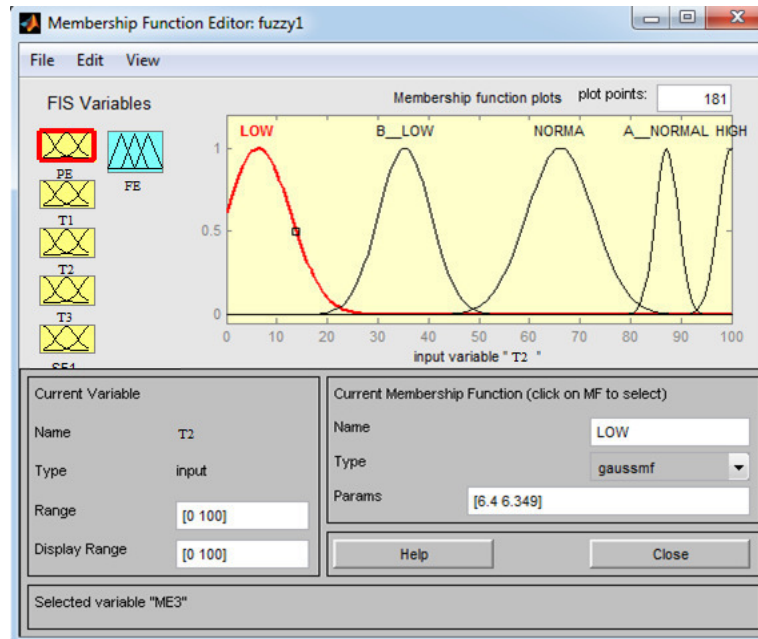 Membership Function Editor: fuzzy1
File Edit View
FIS Variables
Membership function plots plot points: 181
PE
FE
T1
T2
T3
SE1
LOW B__LOW NORMA A__NORMAL HIGH
1
0.5
0
0 10 20 30 40 50 60 70 80 90 100
input variable " T2 "
Current Variable
Name T2
Type input
Range [0 100]
Display Range [0 100]
Current Membership Function (click on MF to select)
Name LOW
Type gaussmf
Params [6.4 6.349]
Help Close
Selected variable "ME3"